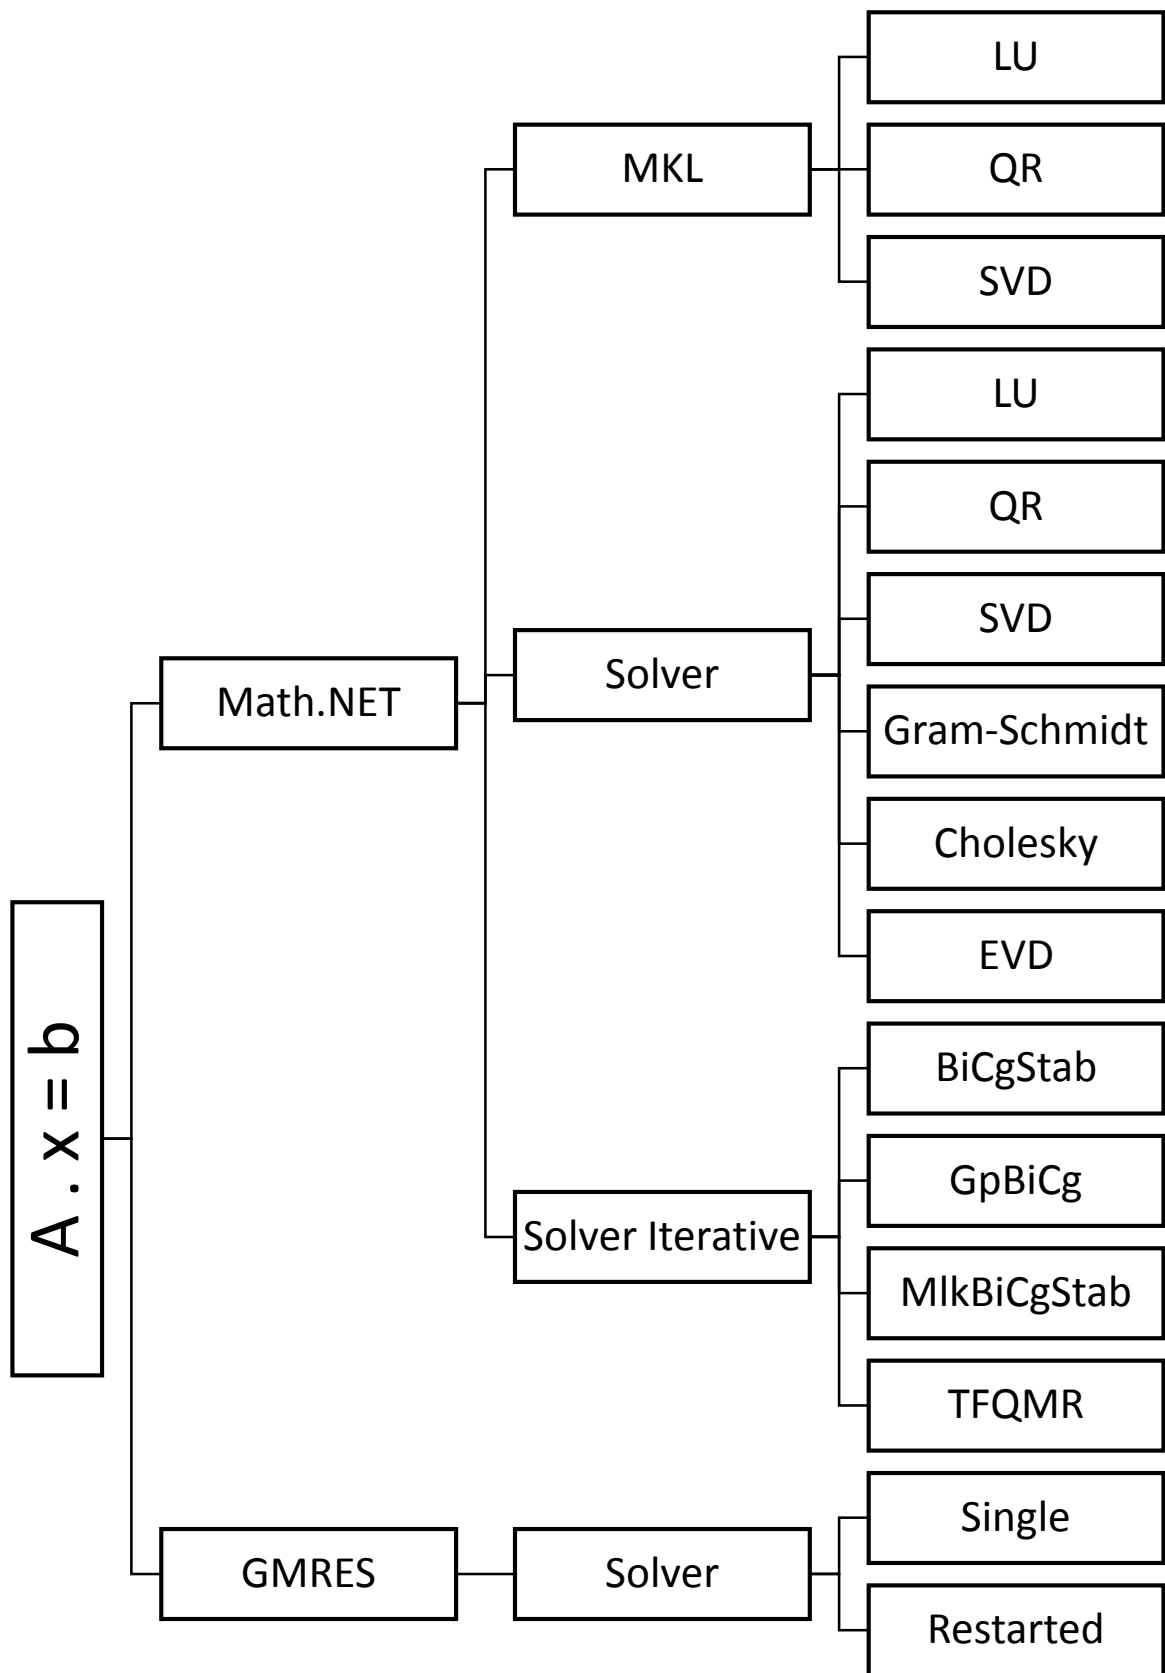 A . x = b
Math.NET
MKL
LU
QR
SVD
Solver
LU
QR
SVD
Gram-Schmidt
Cholesky
EVD
Solver Iterative
BiCgStab
GpBiCg
MlkBiCgStab
TFQMR
GMRES
Solver
Single
Restarted